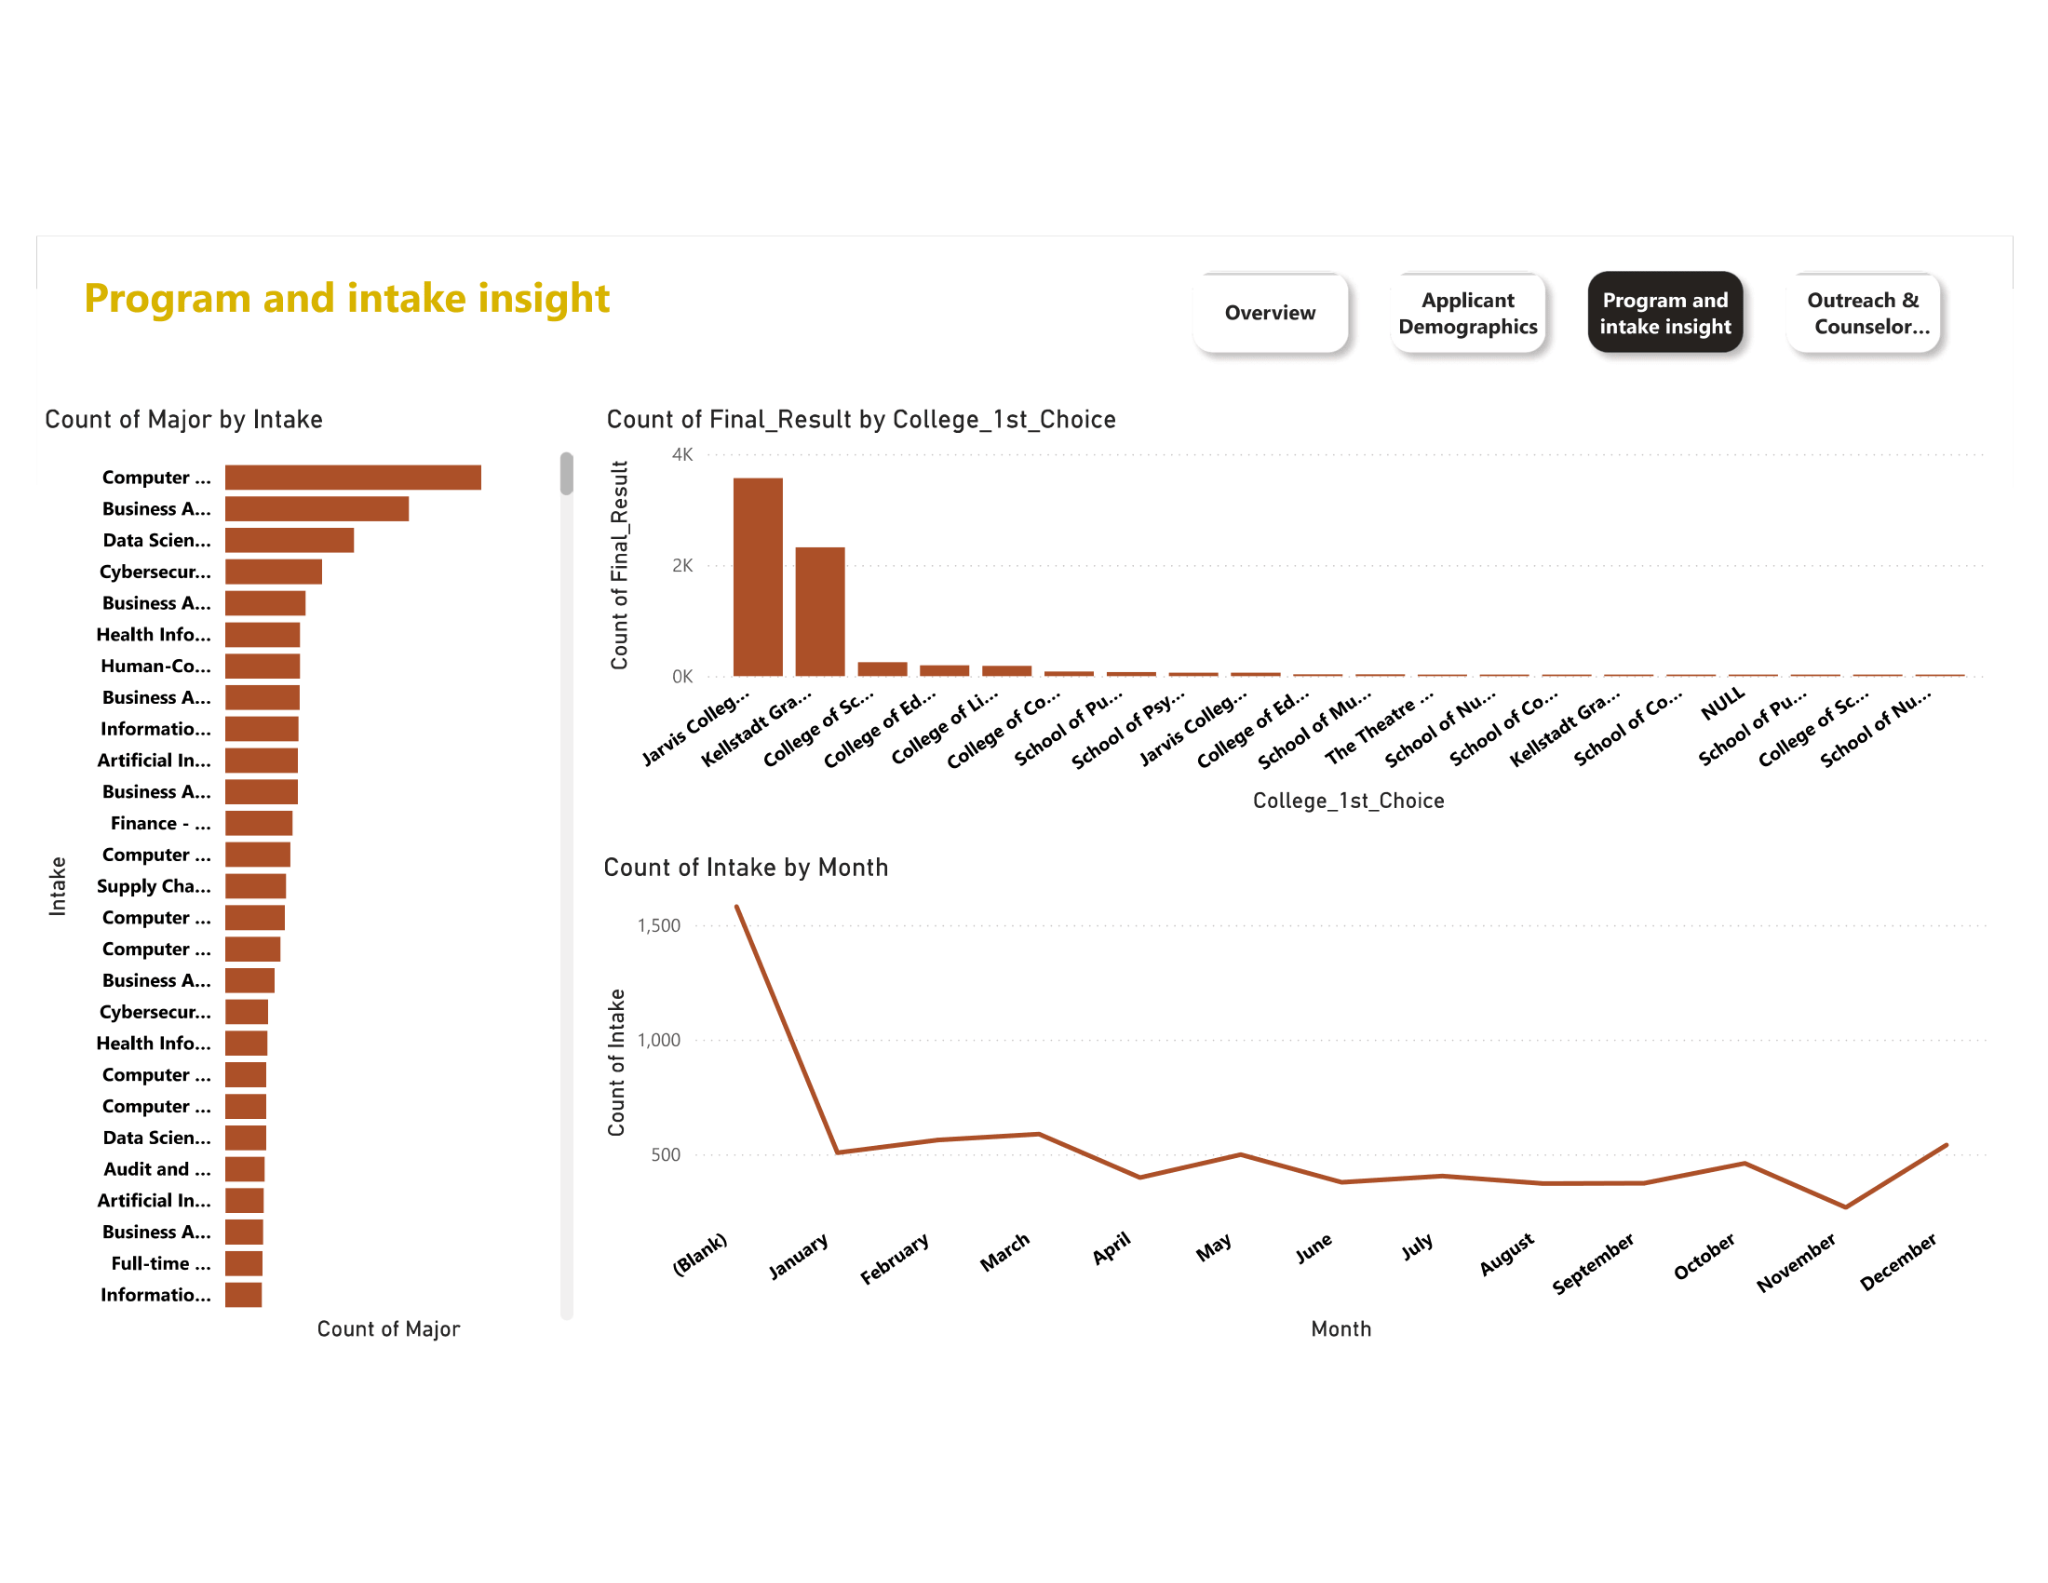 Program and intake insight
Overview
Applicant
Demographics
Program and
intake insight
Outreach &
Counselor...
Count of Major by Intake
Intake
Computer ...
Business A...
Data Scien...
Cybersecur...
Business A...
Health Info...
Human-Co...
Business A...
Informatio...
Artificial In...
Business A...
Finance - ...
Computer ...
Supply Cha...
Computer ...
Computer ...
Business A...
Cybersecur...
Health Info...
Computer ...
Computer ...
Data Scien...
Audit and ...
Artificial In...
Business A...
Full-time ...
Informatio...
Count of Major
Count of Final_Result by College_1st_Choice
Count of Final_Result
4K
2K
0K
Jarvis Colleg...
Kellstadt Gra...
College of Sc...
College of Ed...
College of Li...
College of Co...
School of Pu...
School of Psy...
Jarvis Colleg...
College of Ed...
School of Mu...
The Theatre ...
School of Nu...
School of Co...
Kellstadt Gra...
School of Co...
NULL
School of Pu...
College of Sc...
School of Nu...
College_1st_Choice
Count of Intake by Month
Count of Intake
1,500
1,000
500
(Blank)
January
February
March
April
May
June
July
August
September
October
November
December
Month